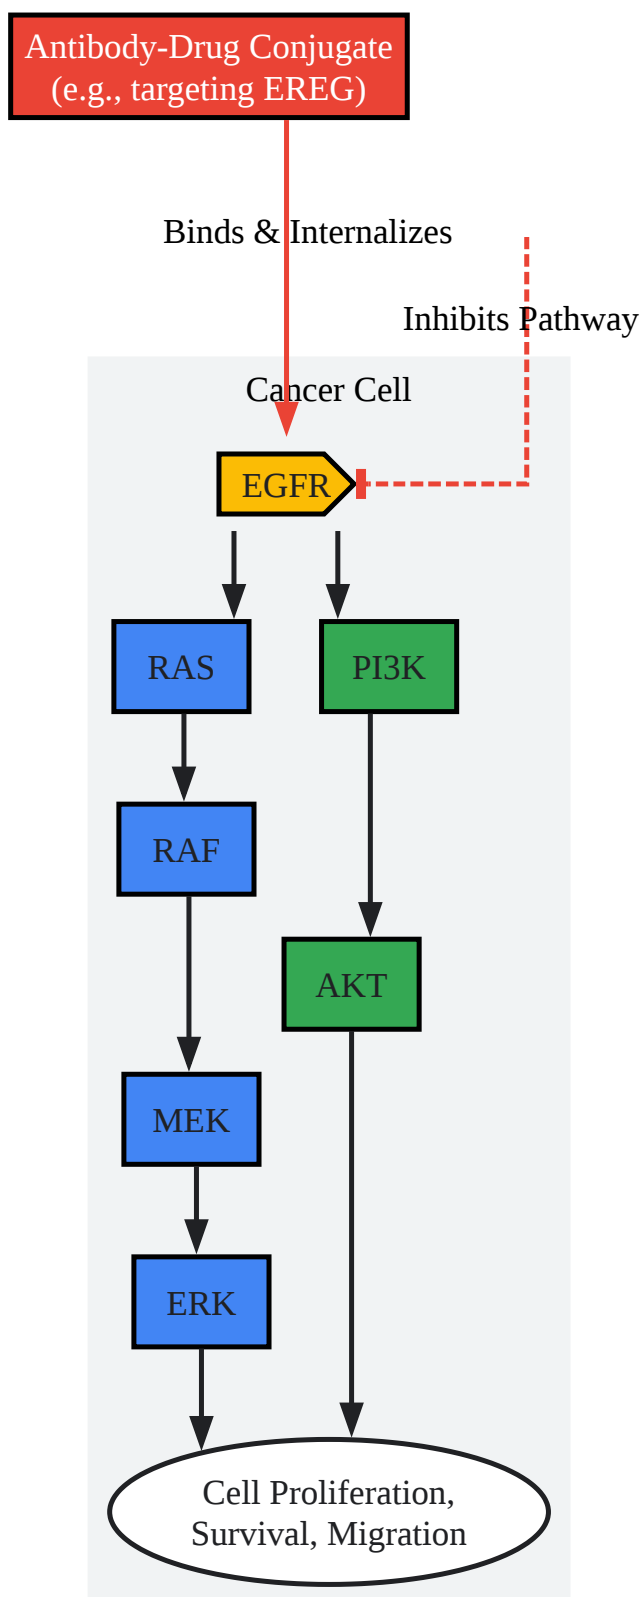 Antibody-Drug Conjugate
(e.g., targeting EREG)
Binds & Internalizes
Inhibits Pathway
Cancer Cell
EGFR
RAS
PI3K
RAF
AKT
MEK
ERK
Cell Proliferation,
Survival, Migration